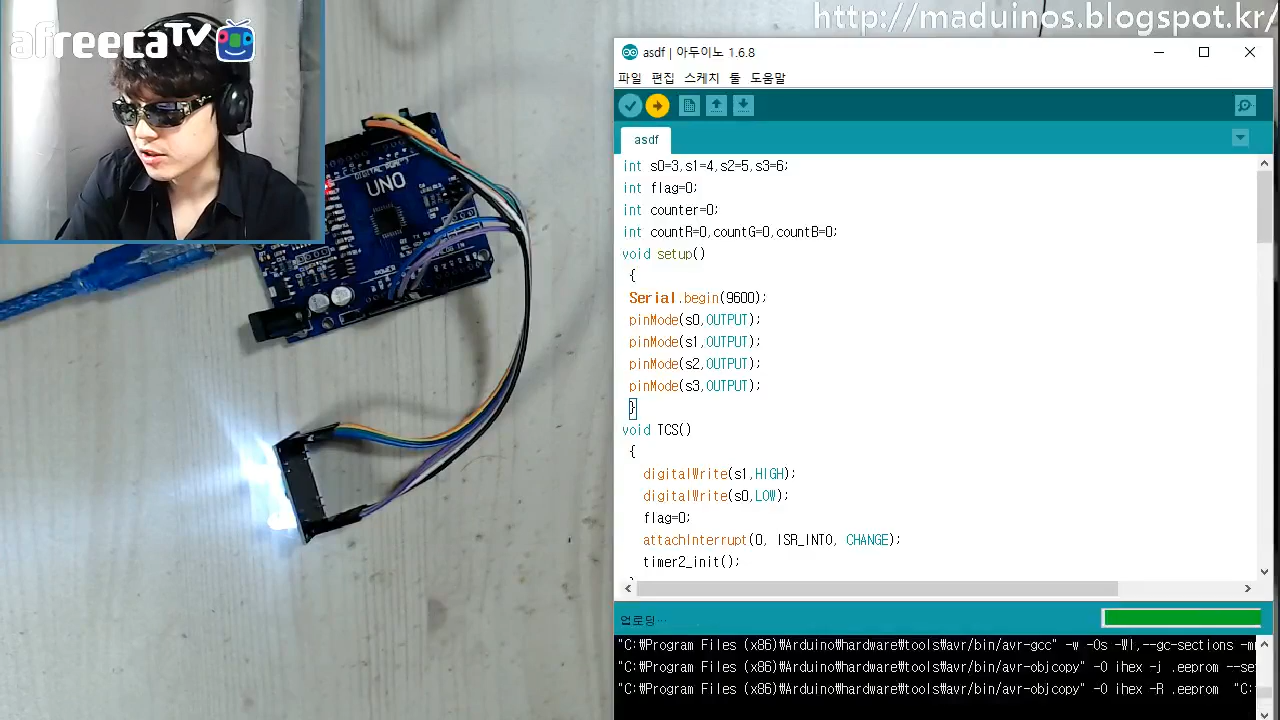 http://maduinos.blogspot.kr/
afreecaTV
asdf | 아두이노 1.6.8
파일 편집 스케치 툴 도움말
asdf
int s0=3,s1=4,s2=5,s3=6;
int flag=0;
int counter=0;
int countR=0,countG=0,countB=0;
void setup()
{
Serial.begin(9600);
pinMode(s0,OUTPUT);
pinMode(s1,OUTPUT);
pinMode(s2,OUTPUT);
pinMode(s3,OUTPUT);
}
void TCS()
{
digitalWrite(s1,HIGH);
digitalWrite(s0,LOW);
flag=0;
attachInterrupt(0, ISR_INT0, CHANGE);
timer2_init();
업로딩...
"C:\Program Files (x86)\Arduino\hardware\tools\avr/bin/avr-gcc" -w -Os -Wl,--gc-sections -m
"C:\Program Files (x86)\Arduino\hardware\tools\avr/bin/avr-objcopy" -O ihex -j .eeprom --se
"C:\Program Files (x86)\Arduino\hardware\tools\avr/bin/avr-objcopy" -O ihex -R .eeprom "C:
UNO